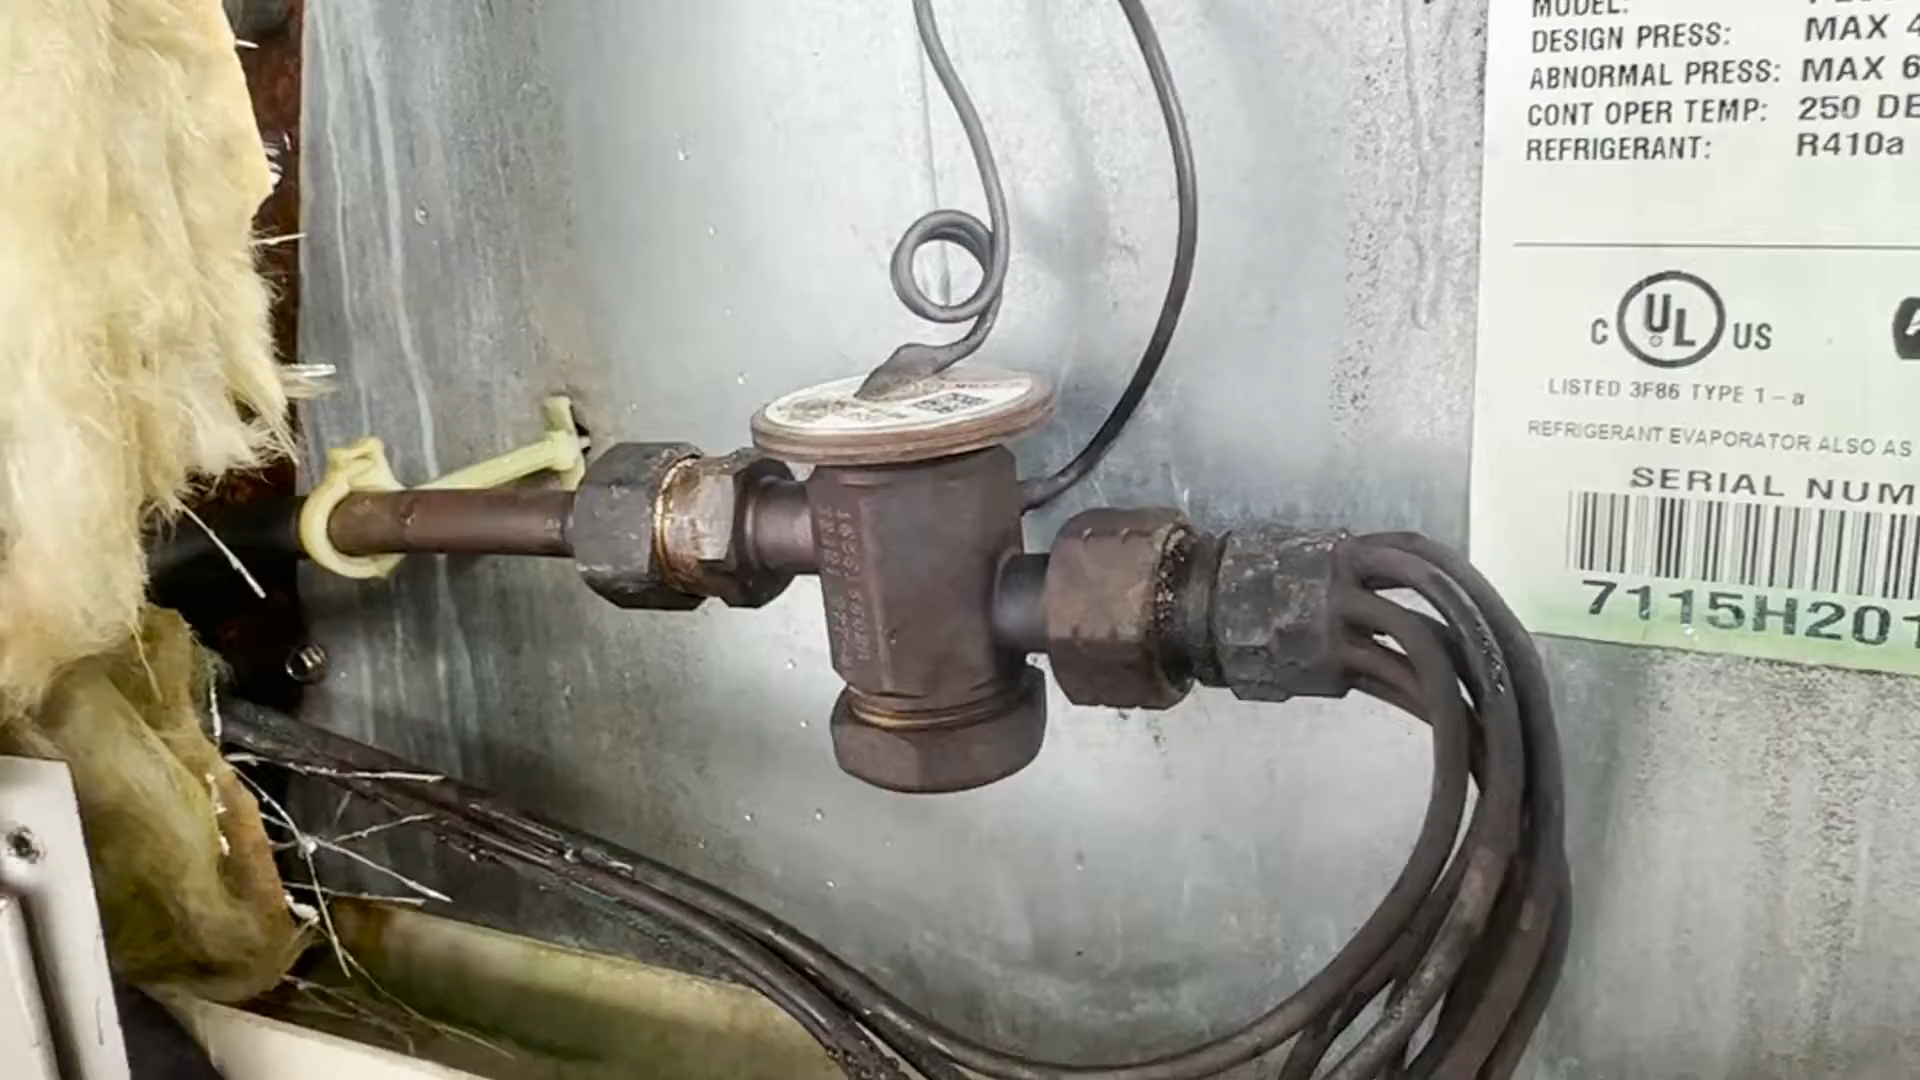 MODEL:
DESIGN PRESS: MAX 4
ABNORMAL PRESS: MAX 6
CONT OPER TEMP: 250 DE
REFRIGERANT: R410a
C UL US
LISTED 3F86 TYPE 1-a
REFRIGERANT EVAPORATOR ALSO AS
SERIAL NUM
7115H201